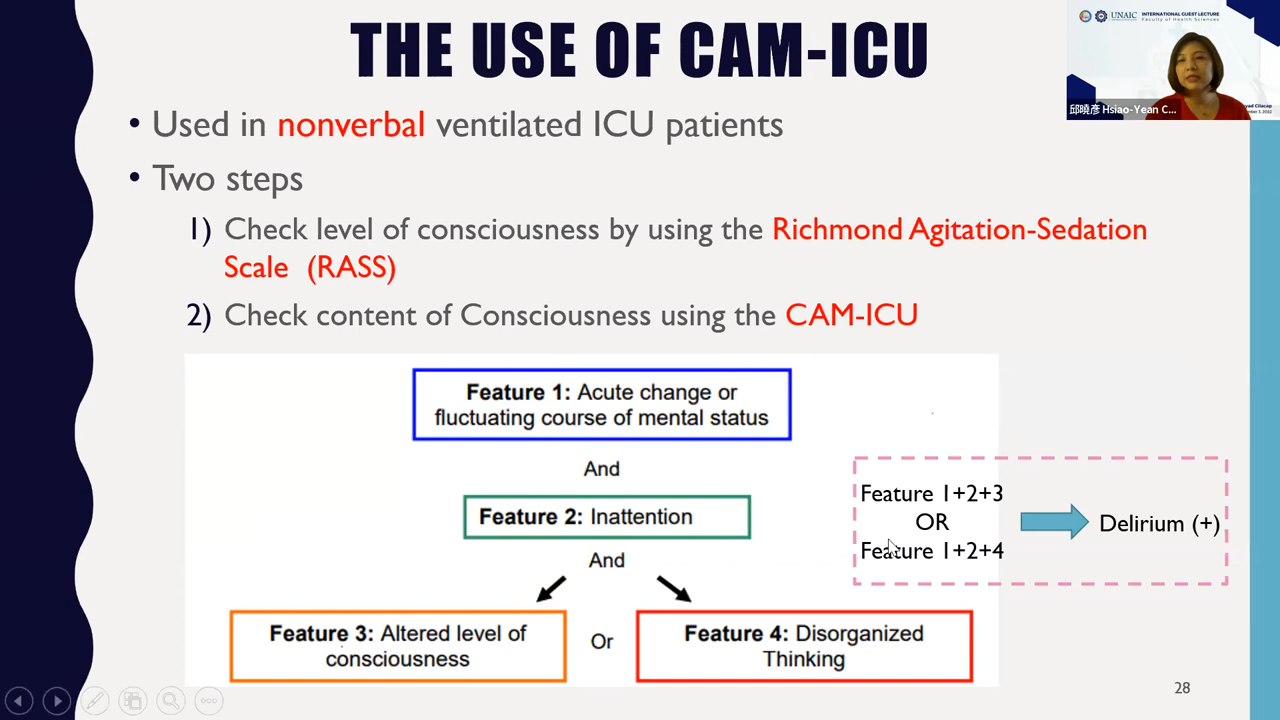 THE USE OF CAM-ICU
UNAIC
INTERNATIONAL GUEST LECTURE
Faculty of Health Sciences
邱曉彥 Hsiao-Yean C...
• Used in nonverbal ventilated ICU patients
• Two steps
1) Check level of consciousness by using the Richmond Agitation-Sedation
Scale (RASS)
2) Check content of Consciousness using the CAM-ICU
Feature 1: Acute change or
fluctuating course of mental status
And
Feature 2: Inattention
And
Feature 3: Altered level of
consciousness
Or
Feature 4: Disorganized
Thinking
Feature 1+2+3
OR
Feature 1+2+4
Delirium (+)
28